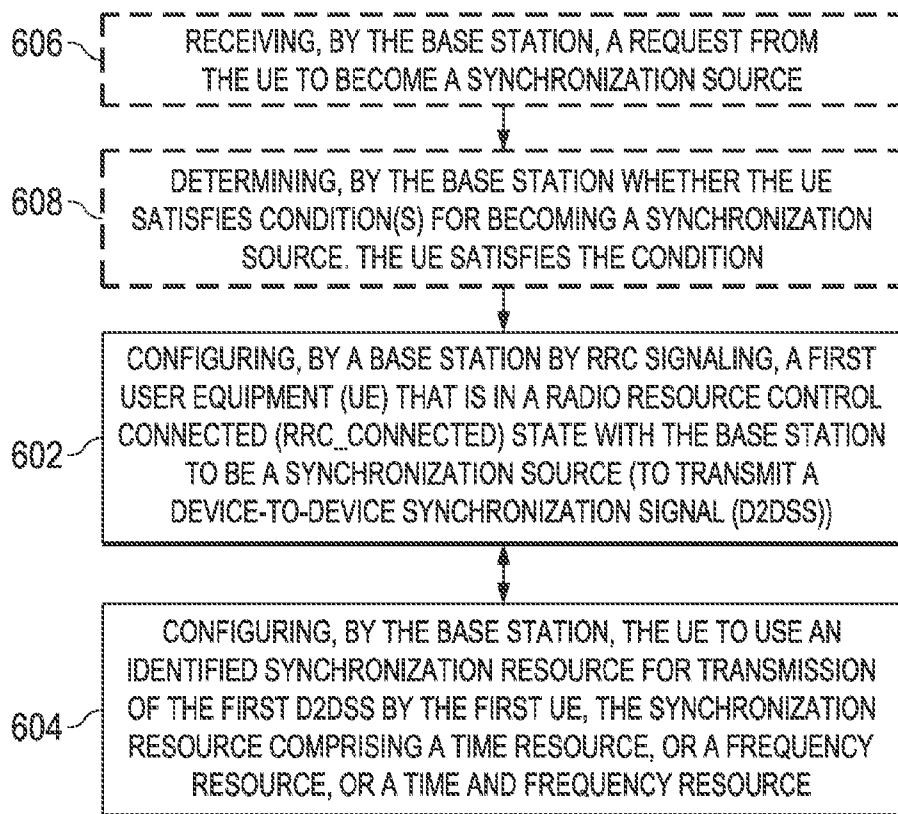 606
RECEIVING, BY THE BASE STATION, A REQUEST FROM
THE UE TO BECOME A SYNCHRONIZATION SOURCE
608
DETERMINING, BY THE BASE STATION WHETHER THE UE
SATISFIES CONDITION(S) FOR BECOMING A SYNCHRONIZATION
SOURCE. THE UE SATISFIES THE CONDITION
602
CONFIGURING, BY A BASE STATION BY RRC SIGNALING, A FIRST
USER EQUIPMENT (UE) THAT IS IN A RADIO RESOURCE CONTROL
CONNECTED (RRC_CONNECTED) STATE WITH THE BASE STATION
TO BE A SYNCHRONIZATION SOURCE (TO TRANSMIT A
DEVICE-TO-DEVICE SYNCHRONIZATION SIGNAL (D2DSS))
604
CONFIGURING, BY THE BASE STATION, THE UE TO USE AN
IDENTIFIED SYNCHRONIZATION RESOURCE FOR TRANSMISSION
OF THE FIRST D2DSS BY THE FIRST UE, THE SYNCHRONIZATION
RESOURCE COMPRISING A TIME RESOURCE, OR A FREQUENCY
RESOURCE, OR A TIME AND FREQUENCY RESOURCE